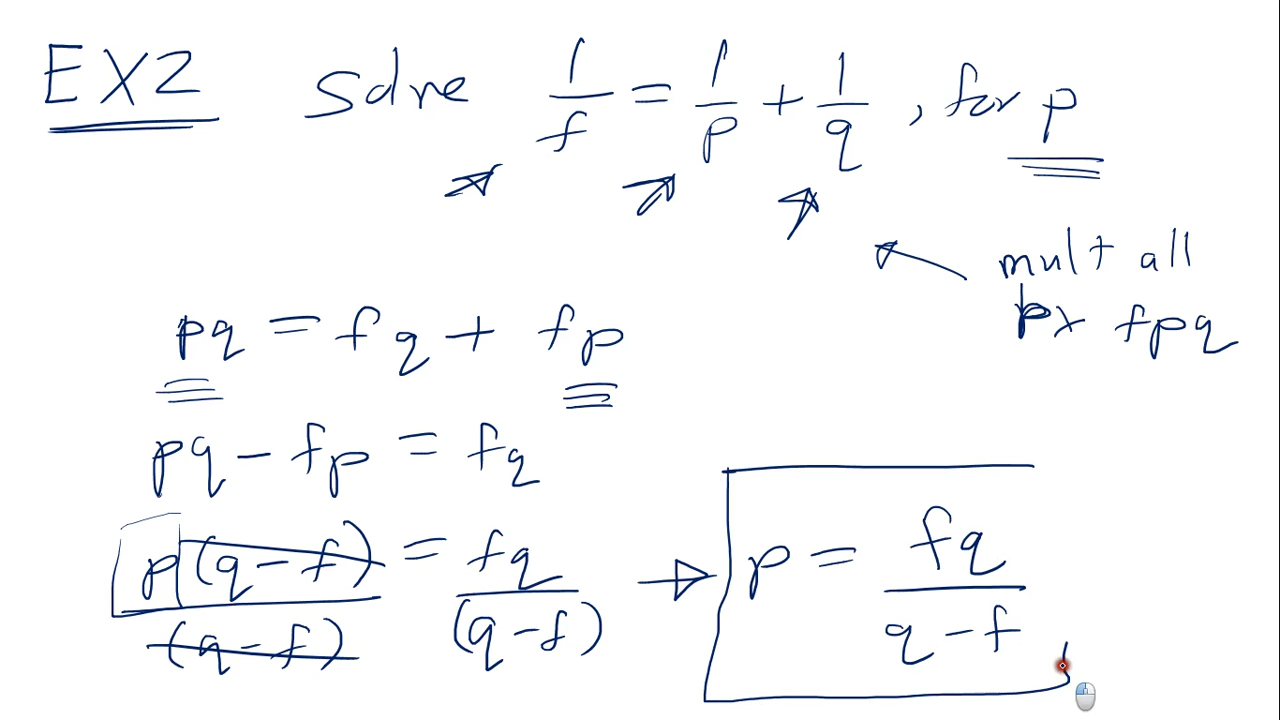 EX2 Solve 1/f = 1/p + 1/q , for p
mult all
by fpq
pq = fq + fp
pq - fp = fq
p(q-f)/(q-f) = fq/(q-f)
p = fq/(q-f)